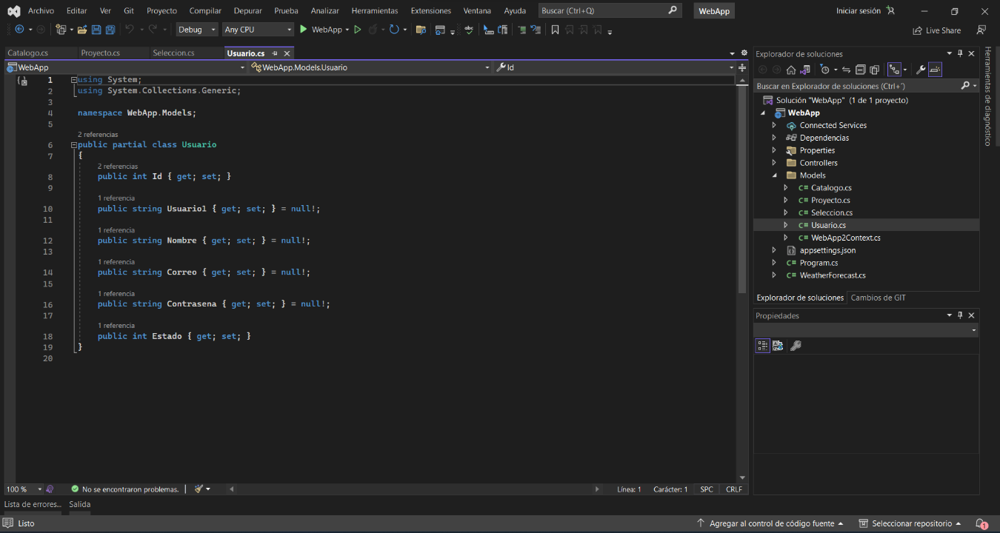 Archivo Editar Ver Git Proyecto Compilar Depurar Prueba Analizar Herramientas Extensiones Ventana Ayuda Buscar (Ctrl+Q) WebApp Iniciar sesión
Debug Any CPU WebApp Live Share
Catalogo.cs Proyecto.cs Seleccion.cs Usuario.cs
WebApp WebApp.Models.Usuario Id
1 using System;
2 using System.Collections.Generic;
3
4 namespace WebApp.Models;
5
2 referencias
6 public partial class Usuario
7 {
2 referencias
8 public int Id { get; set; }
9
1 referencia
10 public string Usuario1 { get; set; } = null!;
11
1 referencia
12 public string Nombre { get; set; } = null!;
13
1 referencia
14 public string Correo { get; set; } = null!;
15
1 referencia
16 public string Contrasena { get; set; } = null!;
17
1 referencia
18 public int Estado { get; set; }
19 }
20
100 % No se encontraron problemas. Línea: 1 Carácter: 1 SPC CRLF
Lista de errores... Salida
Explorador de soluciones
Buscar en Explorador de soluciones (Ctrl+´)
Solución "WebApp" (1 de 1 proyecto)
WebApp
Connected Services
Dependencias
Properties
Controllers
Models
C# Catalogo.cs
C# Proyecto.cs
C# Seleccion.cs
C# Usuario.cs
C# WebApp2Context.cs
appsettings.json
C# Program.cs
C# WeatherForecast.cs
Explorador de soluciones Cambios de GIT
Propiedades
Herramientas de diagnóstico
Listo Agregar al control de código fuente Seleccionar repositorio 1